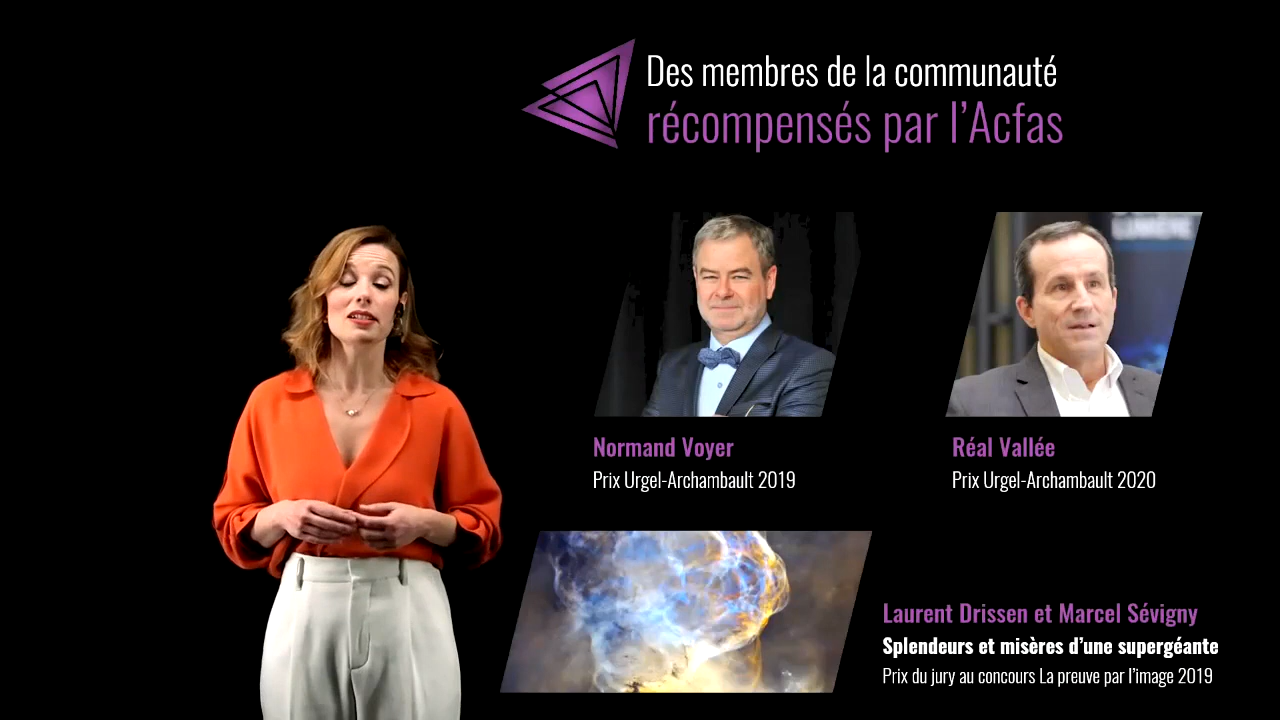 Des membres de la communauté
récompensés par l’Acfas
Normand Voyer
Prix Urgel-Archambault 2019
Réal Vallée
Prix Urgel-Archambault 2020
Laurent Drissen et Marcel Sévigny
Splendeurs et misères d’une supergéante
Prix du jury au concours La preuve par l’image 2019